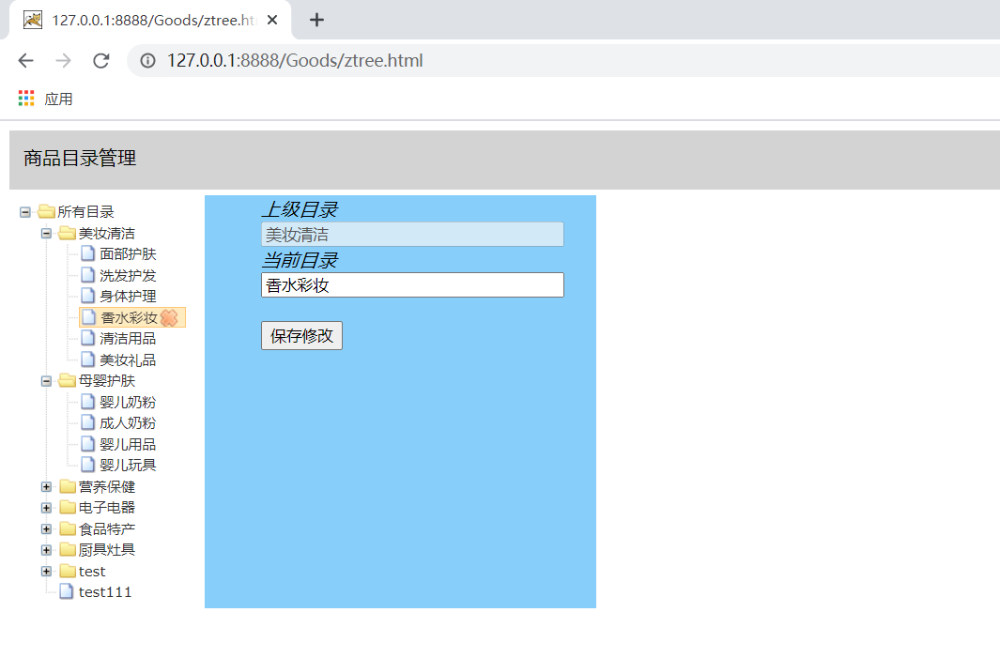 127.0.0.1:8888/Goods/ztree.ht
127.0.0.1:8888/Goods/ztree.html
应用
商品目录管理
所有目录
美妆清洁
面部护肤
洗发护发
身体护理
香水彩妆
清洁用品
美妆礼品
母婴护肤
婴儿奶粉
成人奶粉
婴儿用品
婴儿玩具
营养保健
电子电器
食品特产
厨具灶具
test
test111
上级目录
美妆清洁
当前目录
香水彩妆
保存修改